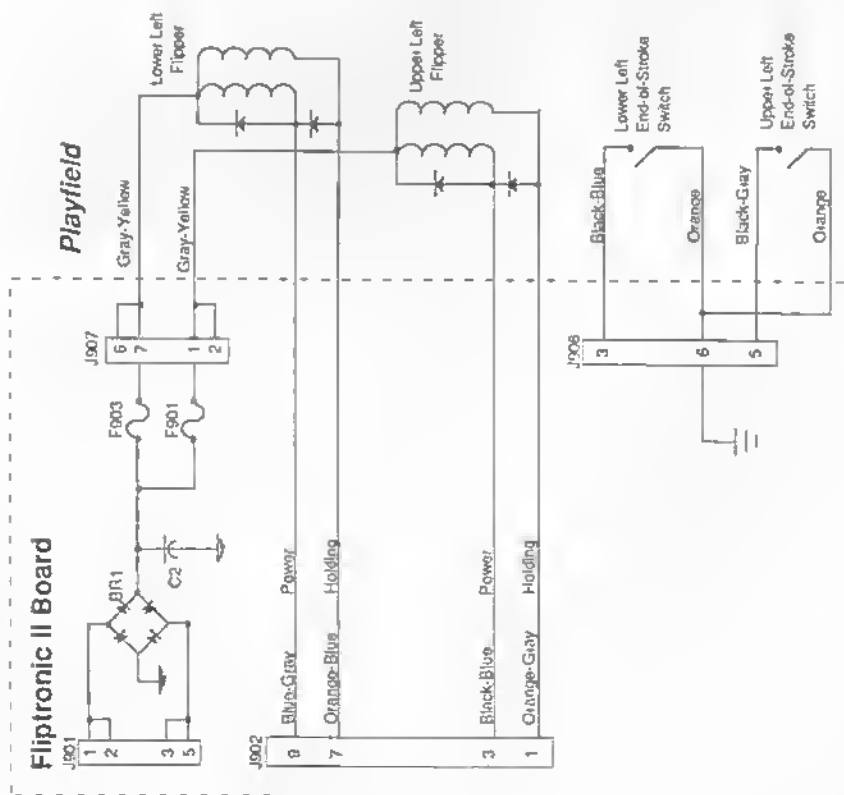 Fliptronic II Board
Playfield
J901
1
2
3
5
BR1
C2
F903
F901
J907
6
7
1
2
Gray-Yellow
Gray-Yellow
Lower Left
Flipper
Upper Left
Flipper
J902
9
7
3
1
Blue-Gray
Power
Orange-Blue
Holding
Black-Blue
Power
Orange-Gray
Holding
J906
3
6
5
Black-Blue
Orange
Black-Gray
Orange
Lower Left
End-of-Stroke
Switch
Upper Left
End-of-Stroke
Switch